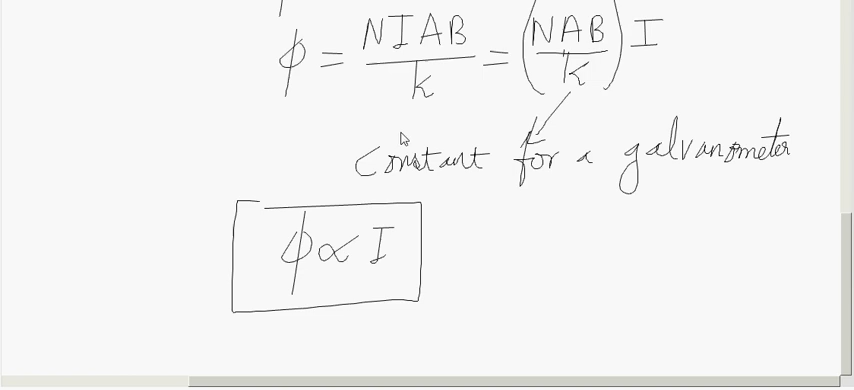 ϕ = NIAB/k = (NAB/k) I
constant for a galvanometer
ϕ ∝ I